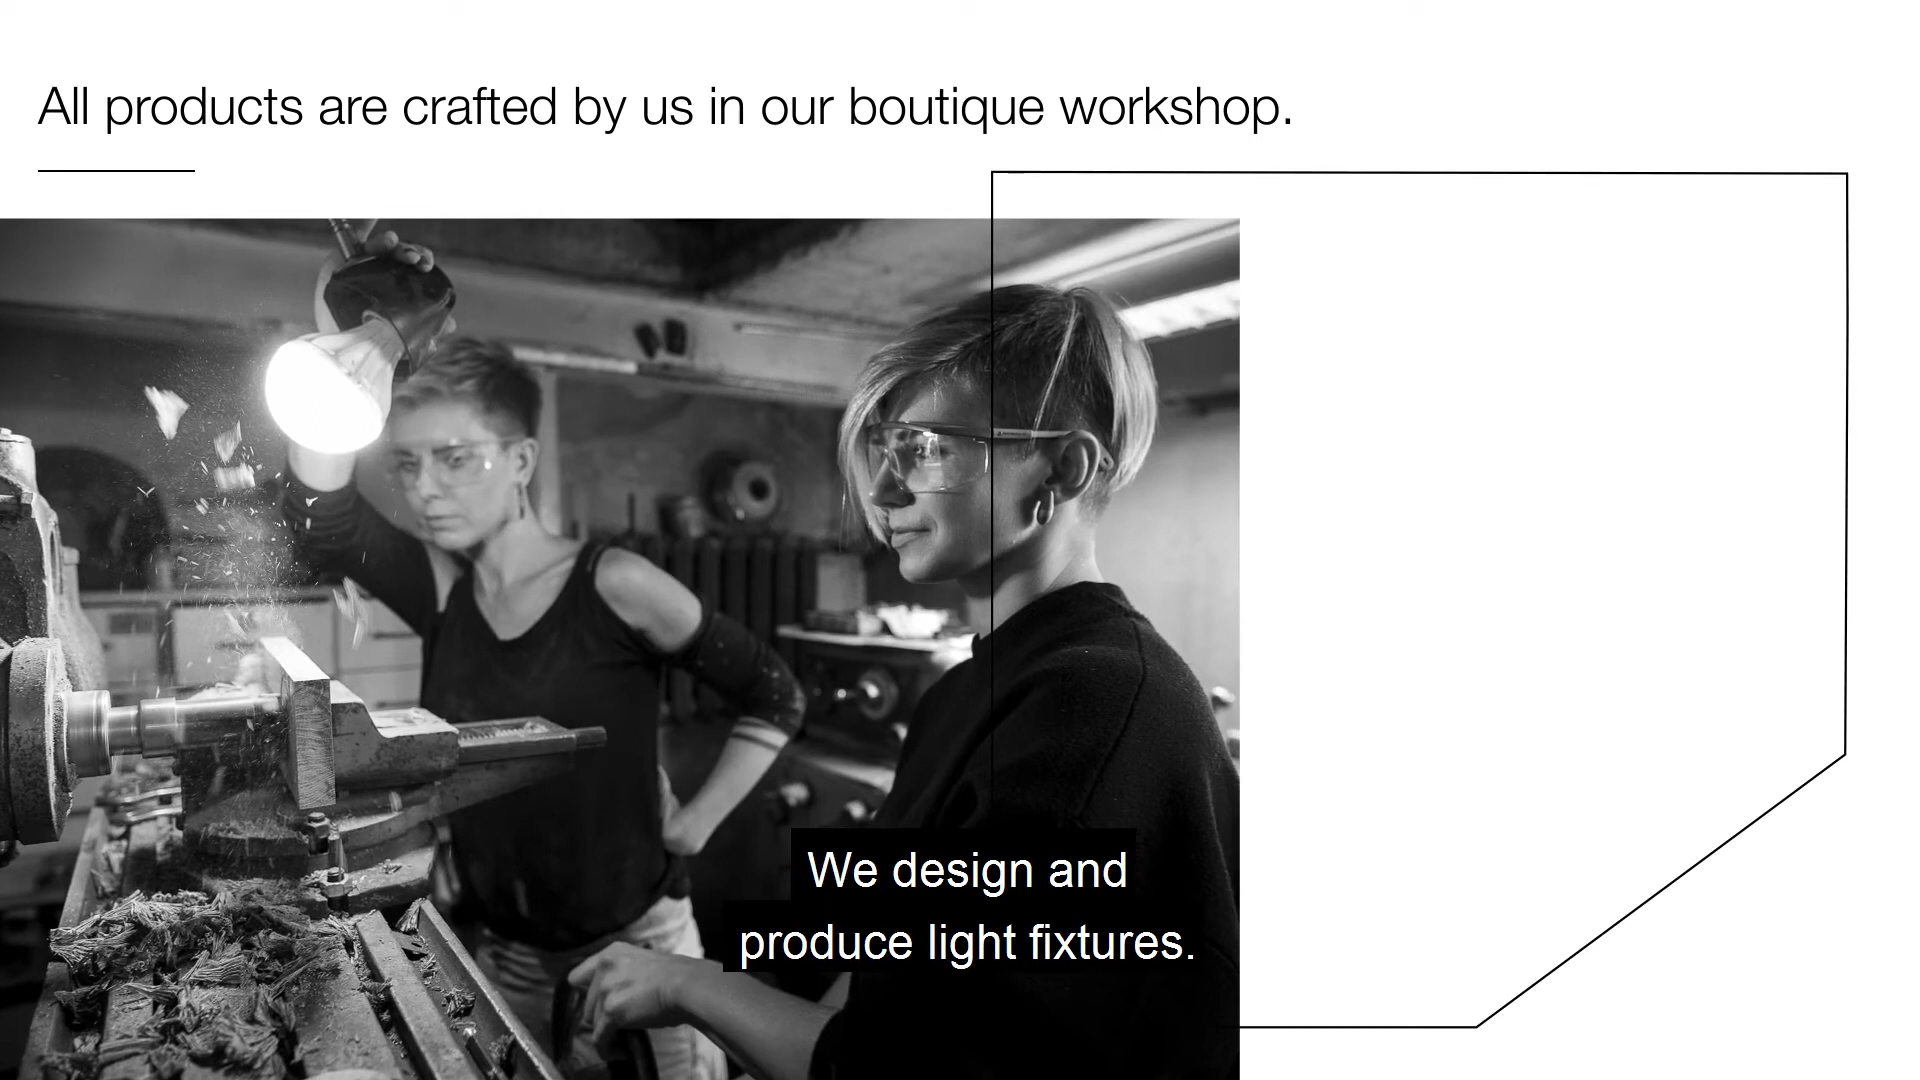 All products are crafted by us in our boutique workshop.
We design and
produce light fixtures.